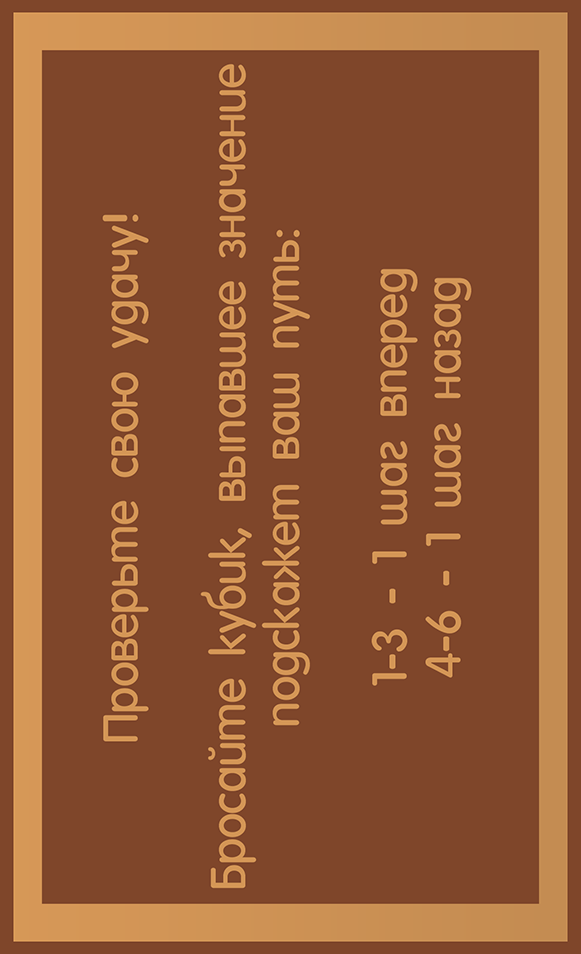 Проверьте свою удачу!
Бросайте кубик, выпавшее значение
подскажет ваш путь:
1-3 - 1 шаг вперед
4-6 - 1 шаг назад